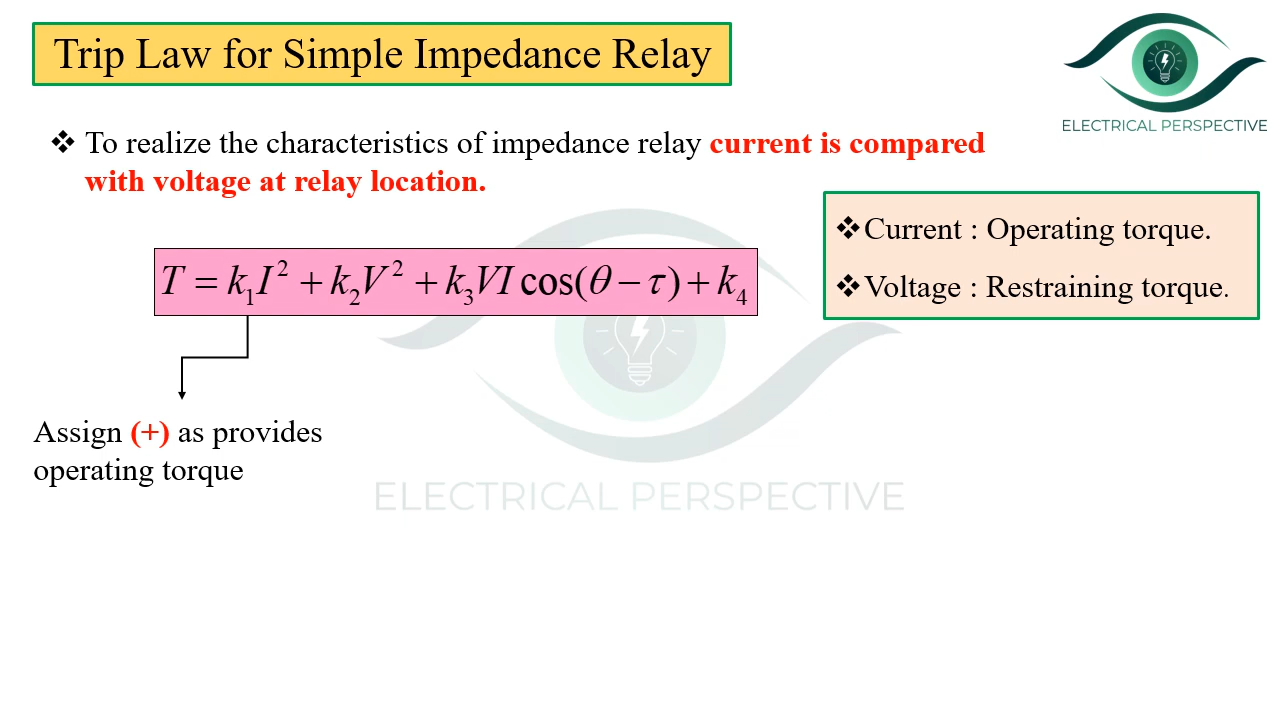 Trip Law for Simple Impedance Relay
ELECTRICAL PERSPECTIVE
❖ To realize the characteristics of impedance relay current is compared
with voltage at relay location.
❖Current : Operating torque.
❖Voltage : Restraining torque.
T = k₁I² + k₂V² + k₃VI cos(θ − τ) + k₄
Assign (+) as provides
operating torque
ELECTRICAL PERSPECTIVE